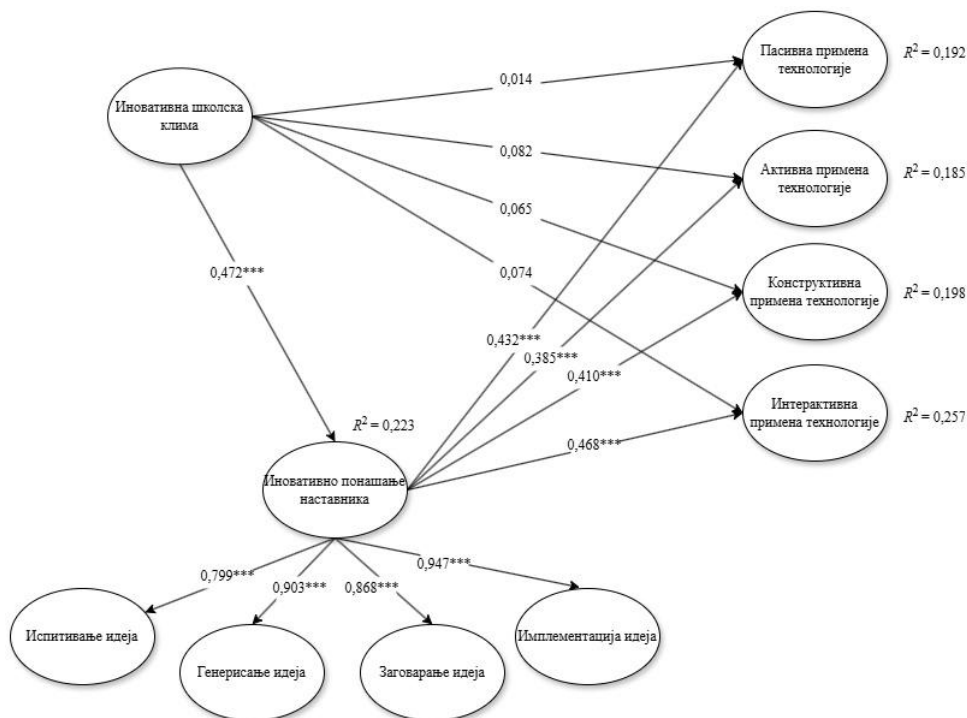 Пасивна примена
технологије
R² = 0,192
0,014
Иновативна школска
клима
0,082
Активна примена
технологије
R² = 0,185
0,065
0,472***
0,074
Конструктивна
примена технологије
R² = 0,198
0,432***
0,385***
0,410***
Интерактивна
примена технологије
R² = 0,257
R² = 0,223
0,468***
Иновативно понашање
наставника
0,799***
0,903***
0,868***
0,947***
Испитивање идеја
Генерисање идеја
Заговарање идеја
Имплементација идеја